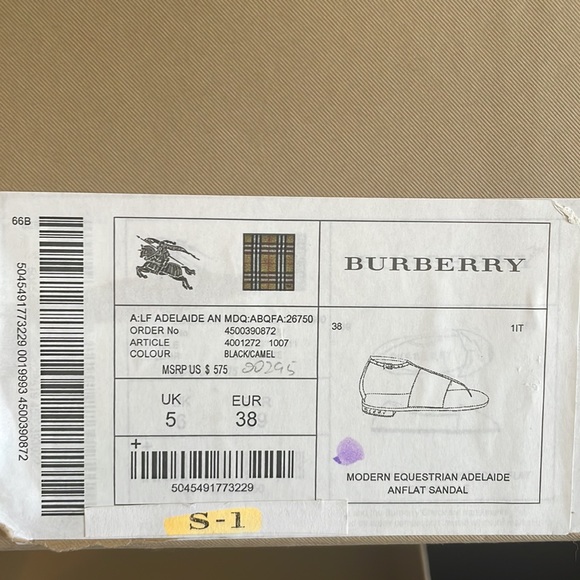 66B
5045491773229 0019993 4500390872
BURBERRY
A:LF ADELAIDE AN MDQ:ABQFA:26750
ORDER No 4500390872
ARTICLE 4001272 1007
COLOUR BLACK/CAMEL
MSRP US $ 575 20295
UK EUR
5 38
+
5045491773229
38 1IT
MODERN EQUESTRIAN ADELAIDE
ANFLAT SANDAL
S-1